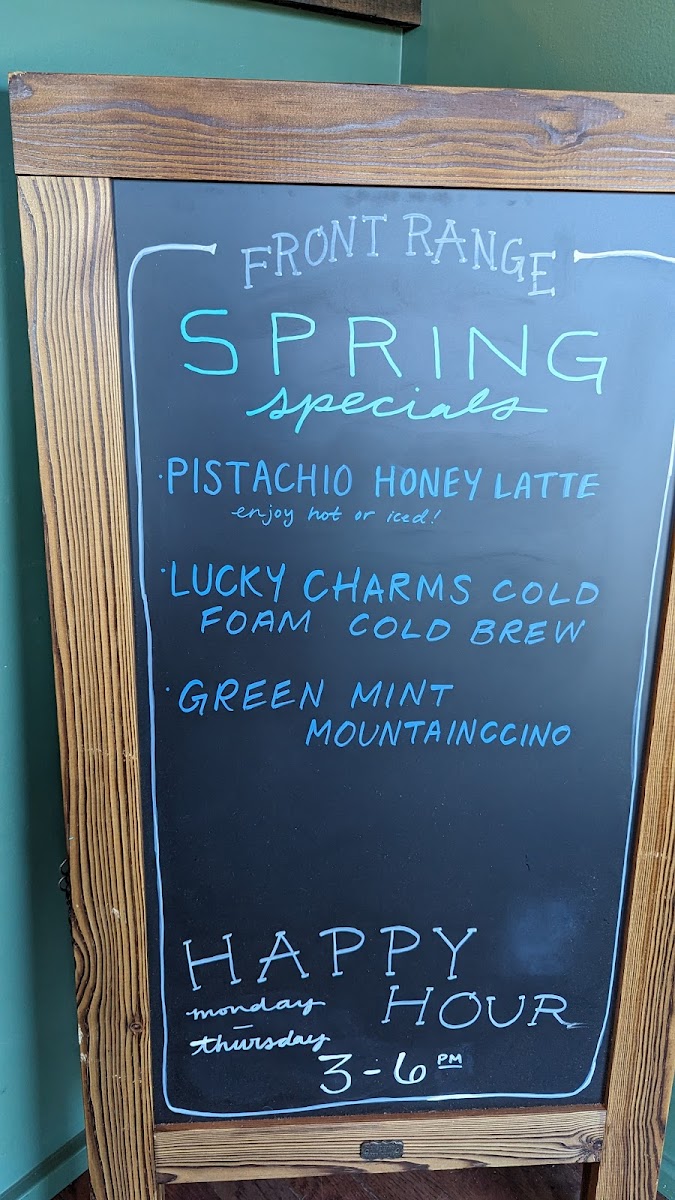 FRONT RANGE
SPRING
specials
·PISTACHIO HONEY LATTE
enjoy hot or iced!
·LUCKY CHARMS COLD
FOAM COLD BREW
·GREEN MINT
MOUNTAINCCINO
HAPPY
HOUR
monday
–
thursday
3-6 PM